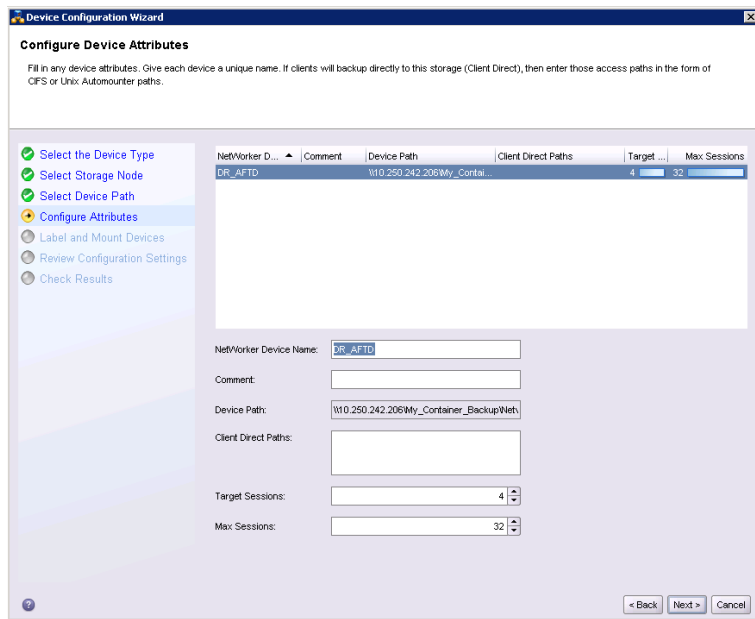 Device Configuration Wizard
Configure Device Attributes
Fill in any device attributes. Give each device a unique name. If clients will backup directly to this storage (Client Direct), then enter those access paths in the form of
CIFS or Unix Automounter paths.
Select the Device Type
Select Storage Node
Select Device Path
Configure Attributes
Label and Mount Devices
Review Configuration Settings
Check Results
NetWorker D... Comment Device Path Client Direct Paths Target ... Max Sessions
DR_AFTD \\10.250.242.206\My_Contai... 4 32
NetWorker Device Name: DR_AFTD
Comment:
Device Path: \\10.250.242.206\My_Container_Backup\Net\
Client Direct Paths:
Target Sessions: 4
Max Sessions: 32
? < Back Next > Cancel